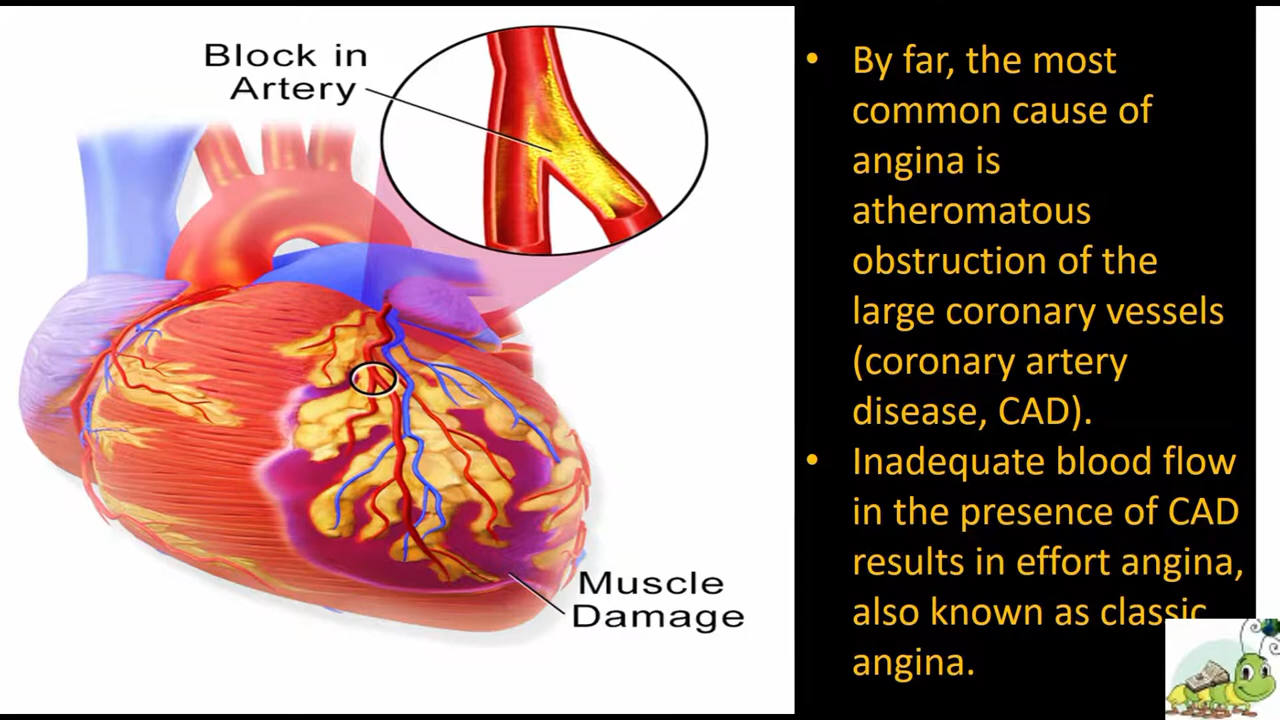 Block in
Artery
Muscle
Damage
• By far, the most
common cause of
angina is
atheromatous
obstruction of the
large coronary vessels
(coronary artery
disease, CAD).
• Inadequate blood flow
in the presence of CAD
results in effort angina,
also known as classic
angina.